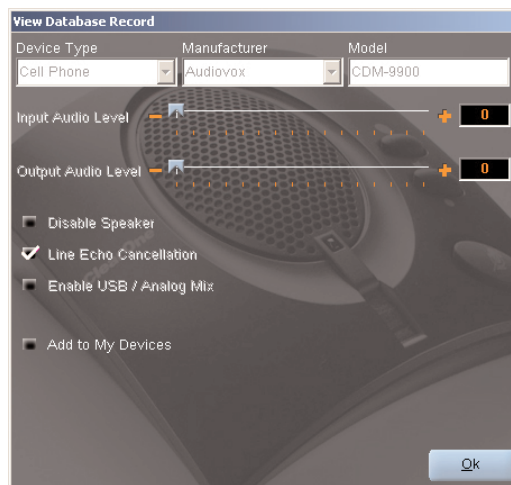 View Database Record
Device Type Manufacturer Model
Cell Phone Audiovox CDM-9900
Input Audio Level 0
Output Audio Level 0
Disable Speaker
Line Echo Cancellation
Enable USB / Analog Mix
Add to My Devices
Ok